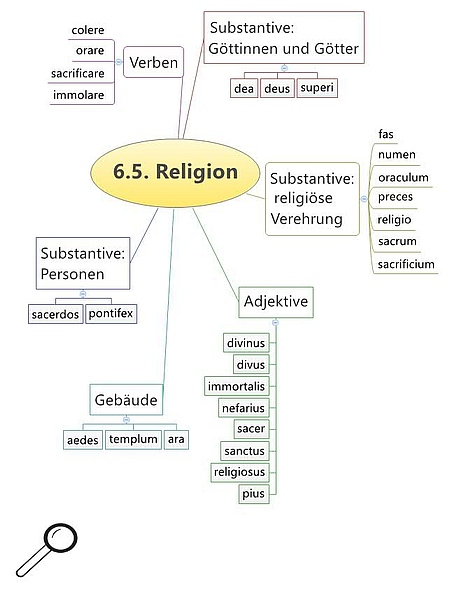 colere
orare
sacrificare
immolare
Verben
Substantive:
Göttinnen und Götter
dea deus superi
6.5. Religion
Substantive:
religiöse
Verehrung
fas
numen
oraculum
preces
religio
sacrum
sacrificium
Substantive:
Personen
sacerdos pontifex
Adjektive
divinus
divus
immortalis
nefarius
sacer
sanctus
religiosus
pius
Gebäude
aedes templum ara